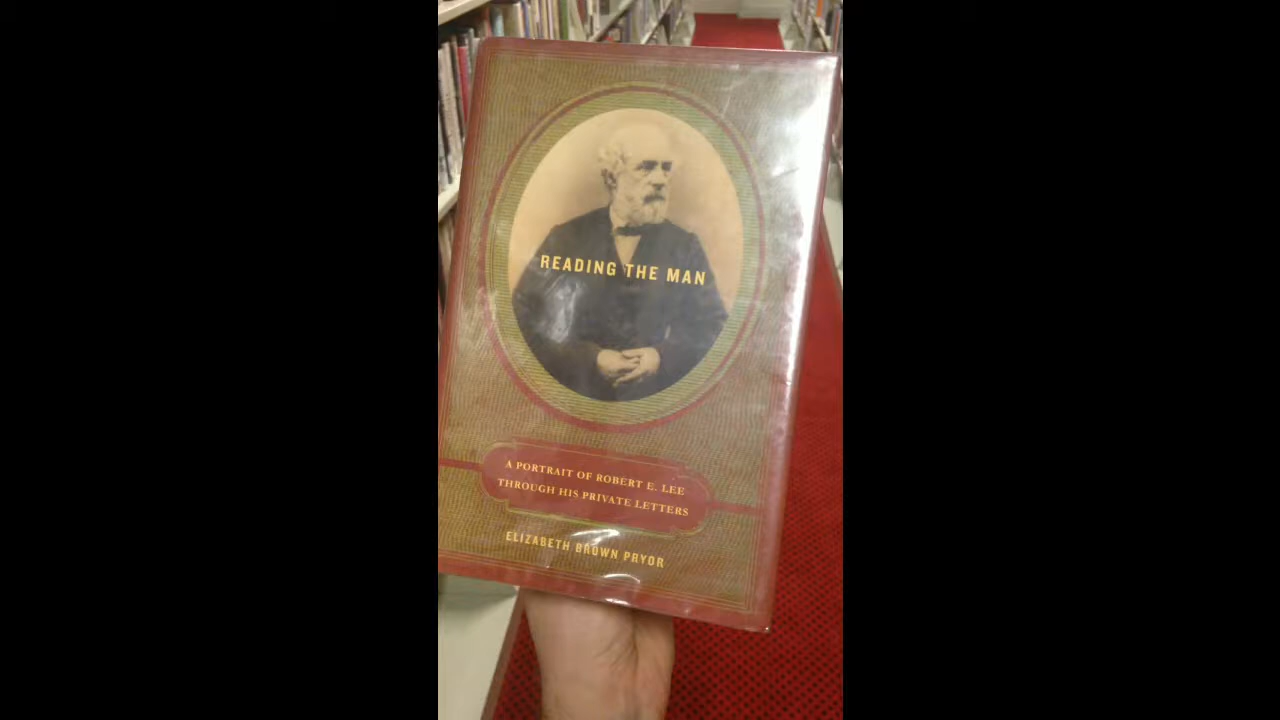 READING THE MAN
A PORTRAIT OF ROBERT E. LEE
THROUGH HIS PRIVATE LETTERS
ELIZABETH BROWN PRYOR